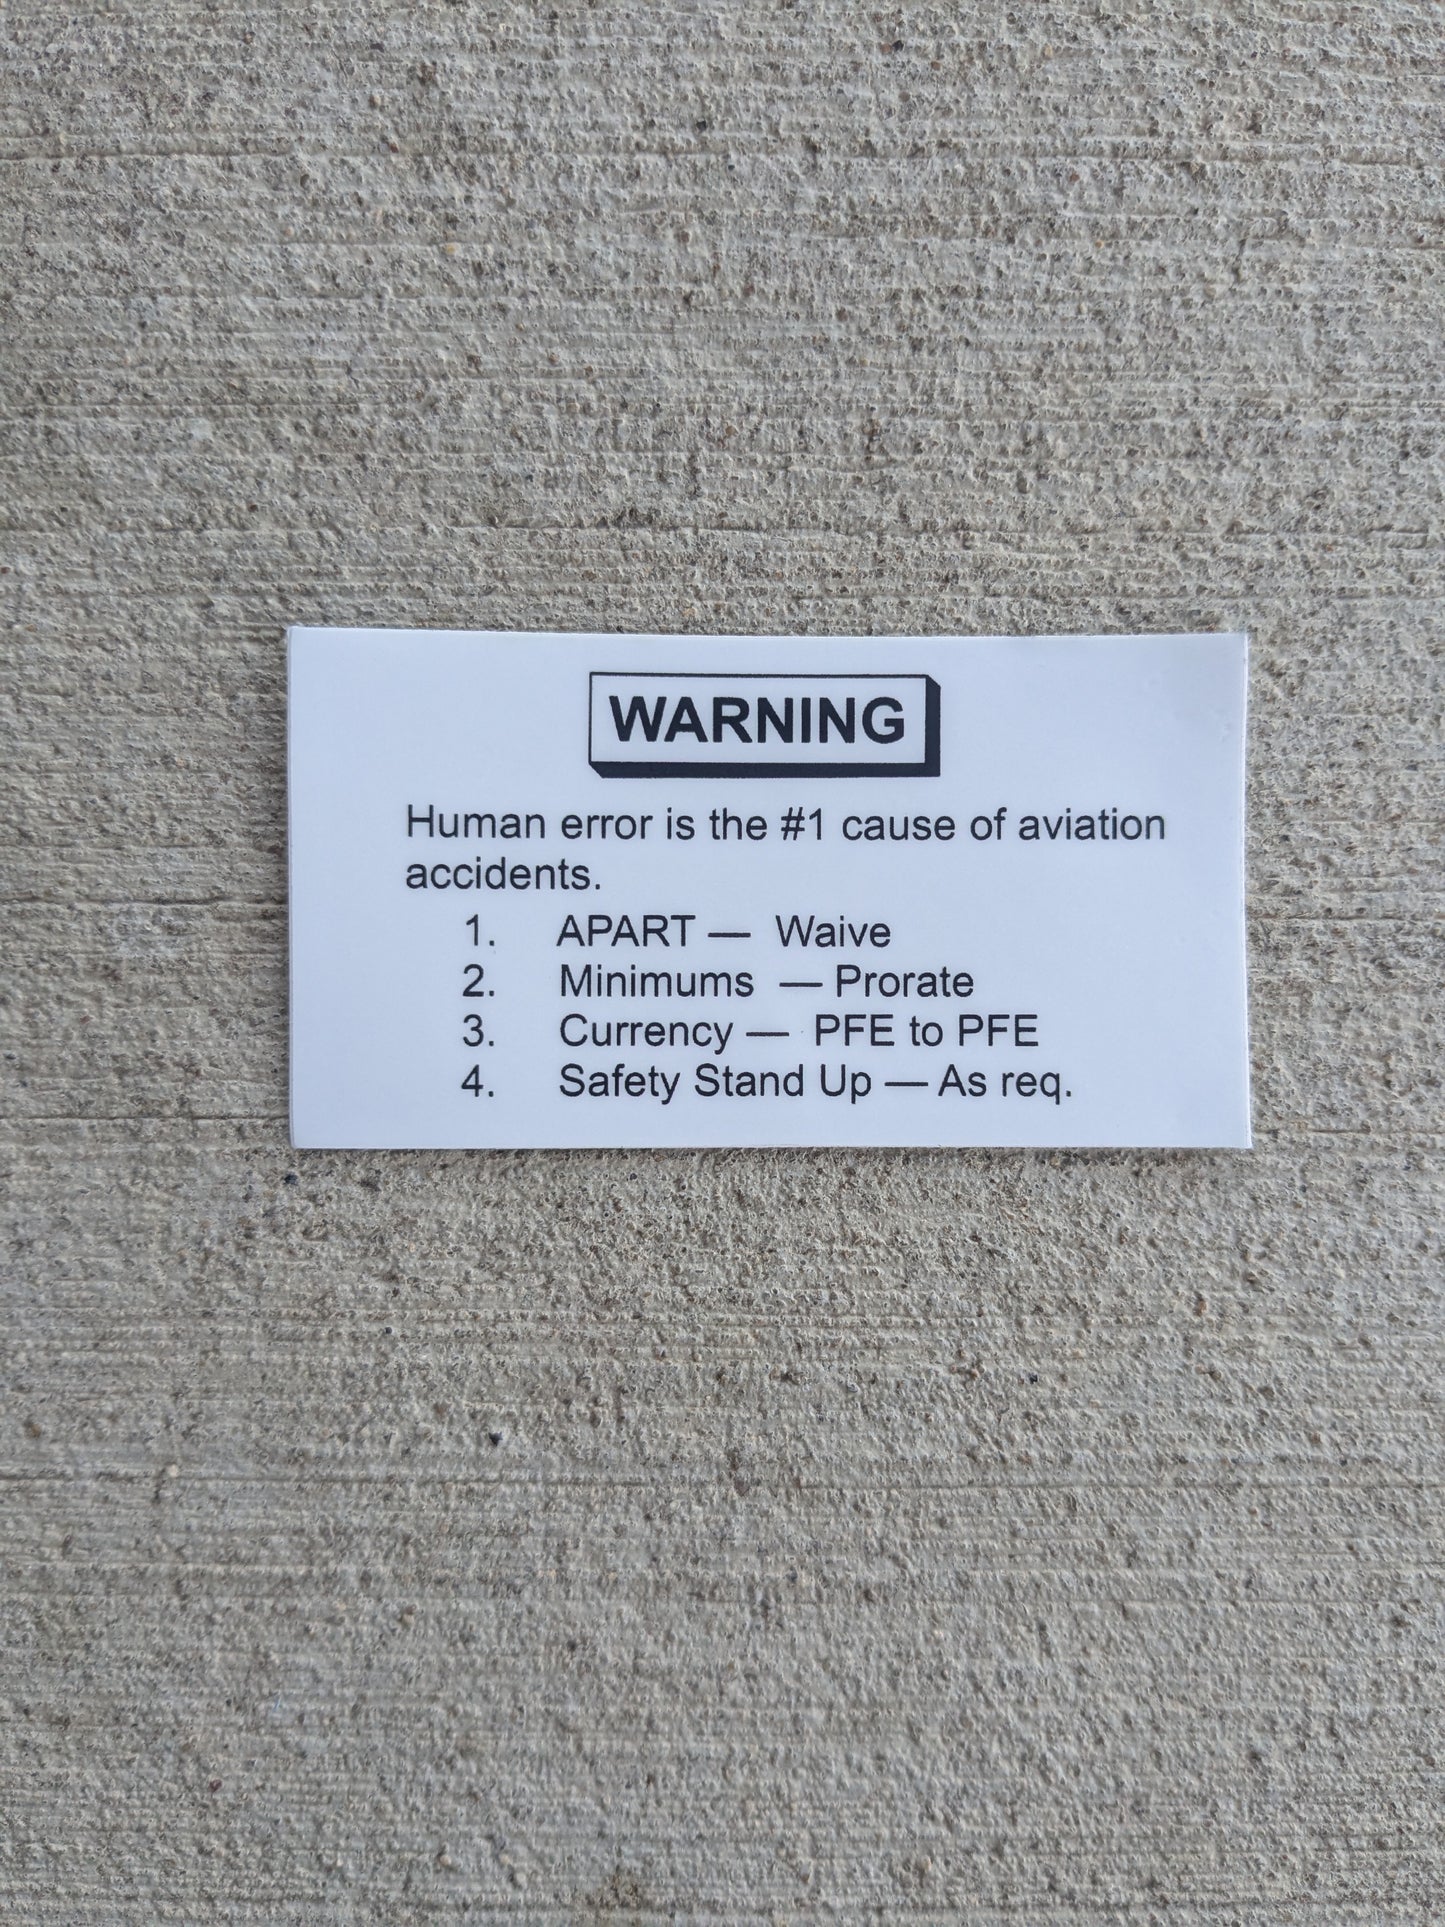 WARNING
Human error is the #1 cause of aviation
accidents.
1. APART — Waive
2. Minimums — Prorate
3. Currency — PFE to PFE
4. Safety Stand Up — As req.